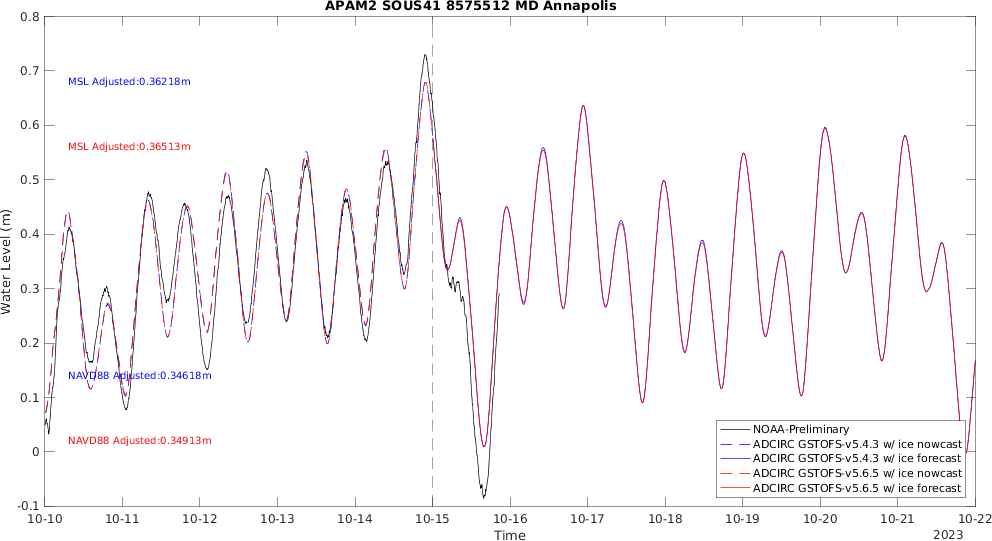 APAM2 SOUS41 8575512 MD Annapolis
0.8
0.7
0.6
0.5
0.4
0.3
0.2
0.1
0
-0.1
Water Level (m)
MSL Adjusted:0.36218m
MSL Adjusted:0.36513m
NAVD88 Adjusted:0.34618m
NAVD88 Adjusted:0.34913m
NOAA-Preliminary
ADCIRC GSTOFS-v5.4.3 w/ ice nowcast
ADCIRC GSTOFS-v5.4.3 w/ ice forecast
ADCIRC GSTOFS-v5.6.5 w/ ice nowcast
ADCIRC GSTOFS-v5.6.5 w/ ice forecast
10-10 10-11 10-12 10-13 10-14 10-15 10-16 10-17 10-18 10-19 10-20 10-21 10-22
Time
2023